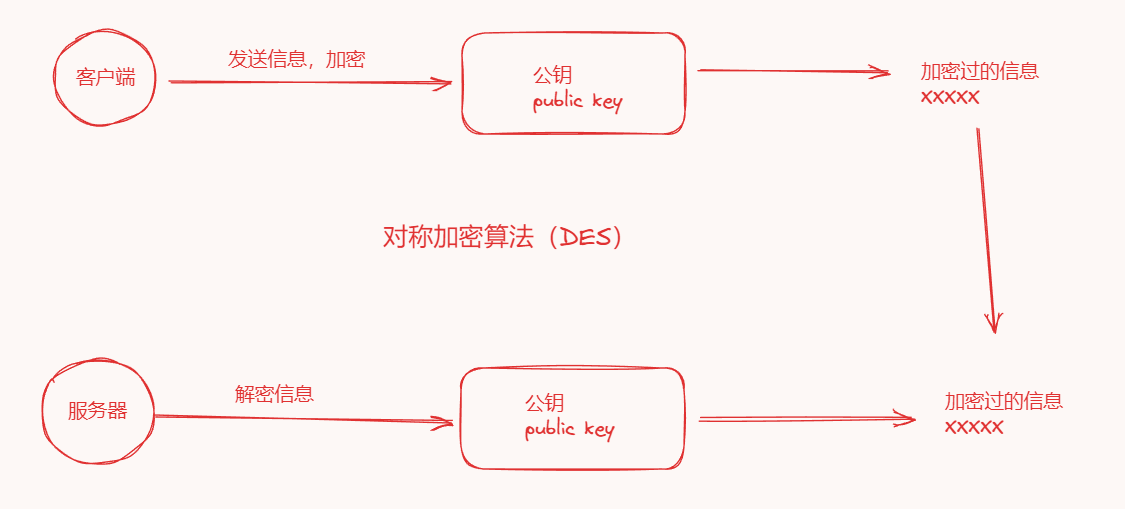 客户端
发送信息，加密
公钥
public key
加密过的信息
XXXXX
对称加密算法（DES）
服务器
解密信息
公钥
public key
加密过的信息
XXXXX